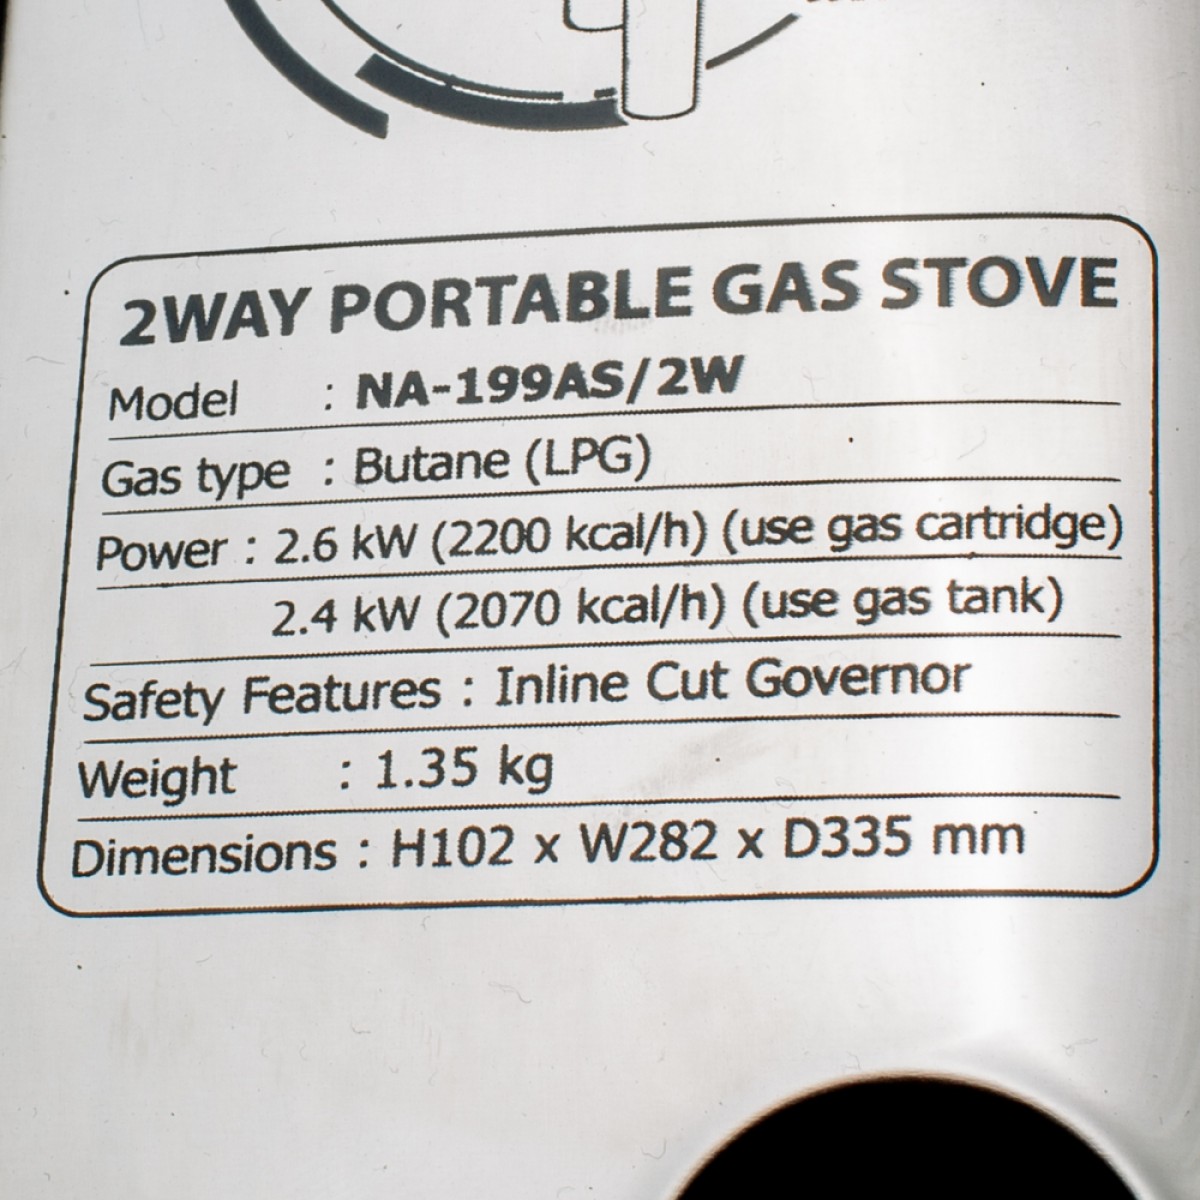 2WAY PORTABLE GAS STOVE
Model : NA-199AS/2W
Gas type : Butane (LPG)
Power : 2.6 kW (2200 kcal/h) (use gas cartridge)
2.4 kW (2070 kcal/h) (use gas tank)
Safety Features : Inline Cut Governor
Weight : 1.35 kg
Dimensions : H102 x W282 x D335 mm